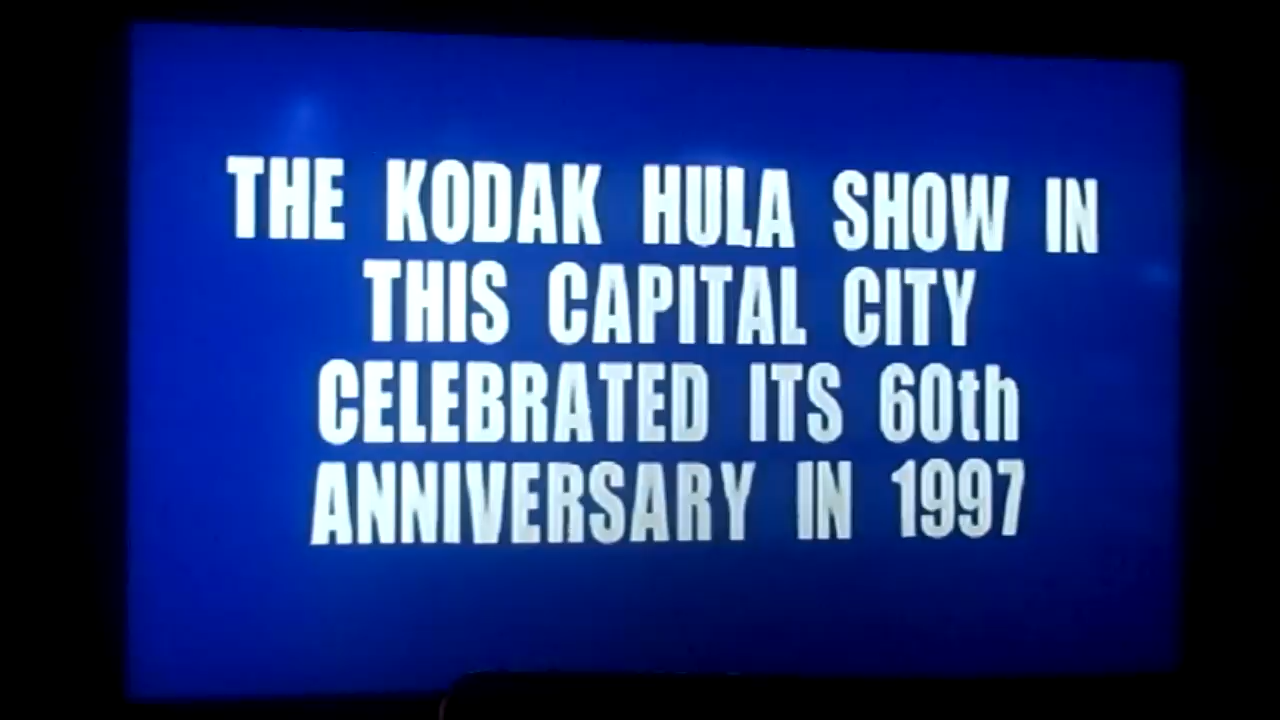 THE KODAK HULA SHOW IN
THIS CAPITAL CITY
CELEBRATED ITS 60th
ANNIVERSARY IN 1997